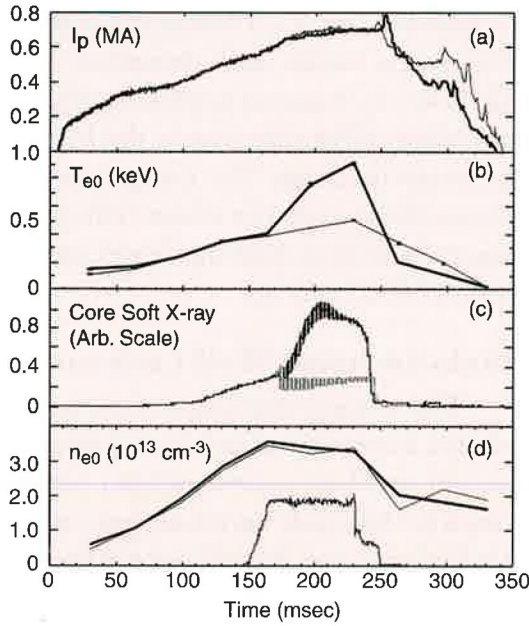 0.8
I_p (MA)
(a)
0.6
0.4
0.2
1.0
T_e0 (keV)
(b)
0.5
0
Core Soft X-ray
(Arb. Scale)
(c)
0.8
0.4
0
n_e0 (10^13 cm^-3)
(d)
3.0
2.0
1.0
0.0
0 50 100 150 200 250 300 350
Time (msec)